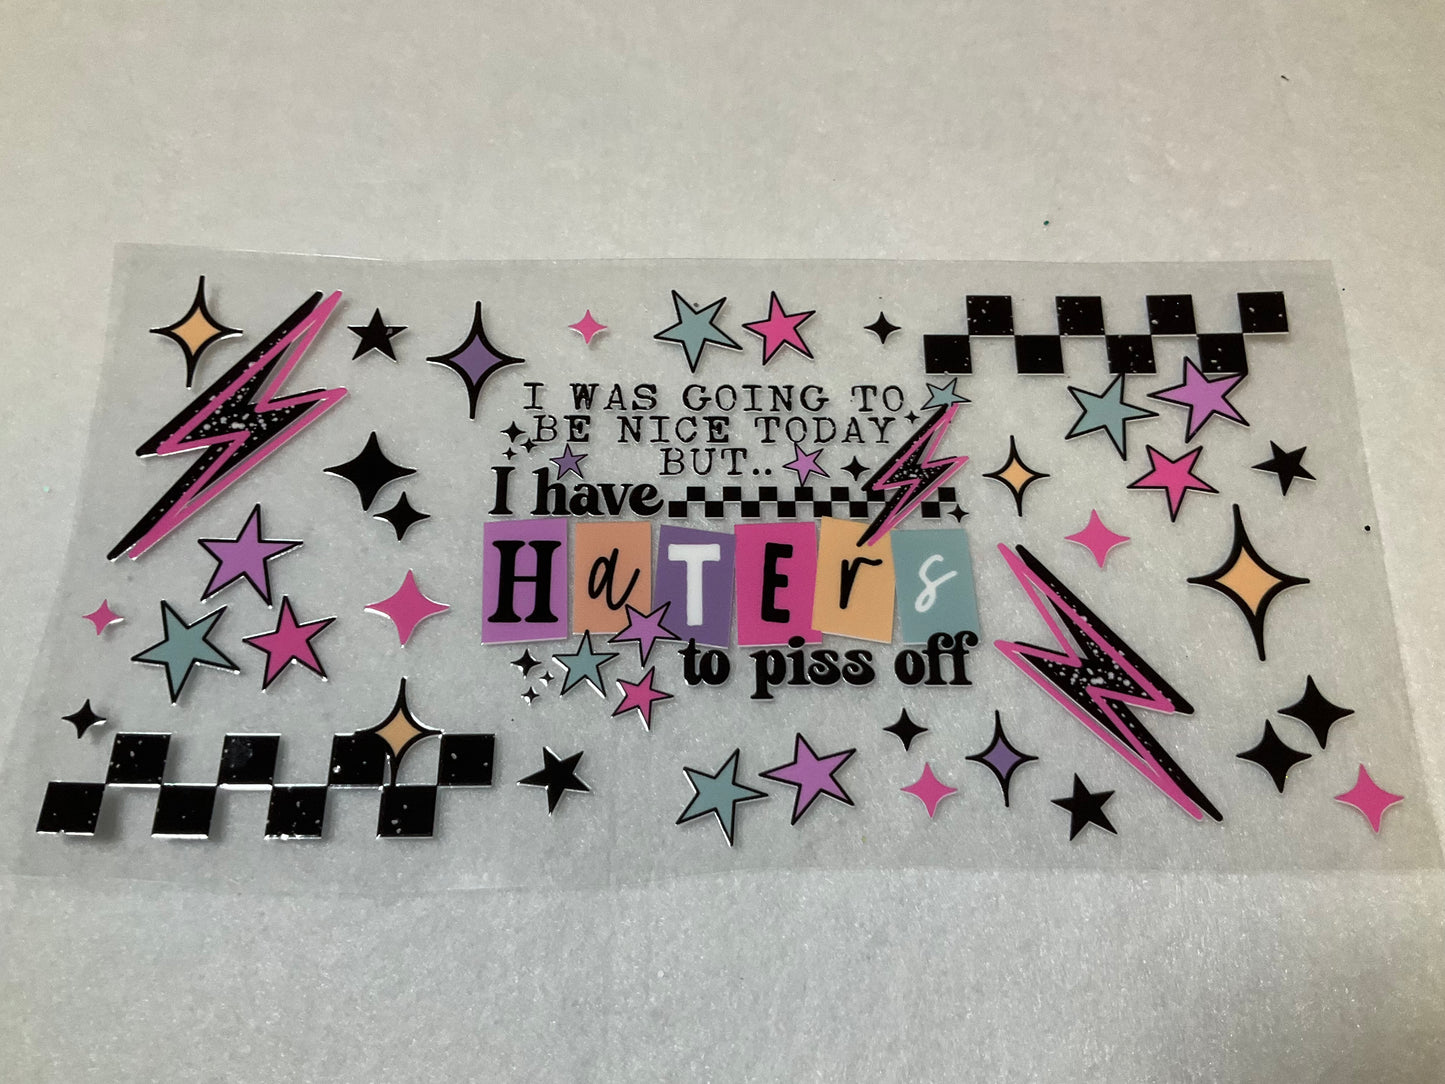 I WAS GOING TO
BE NICE TODAY
BUT..
I have
HaTErs
to piss off